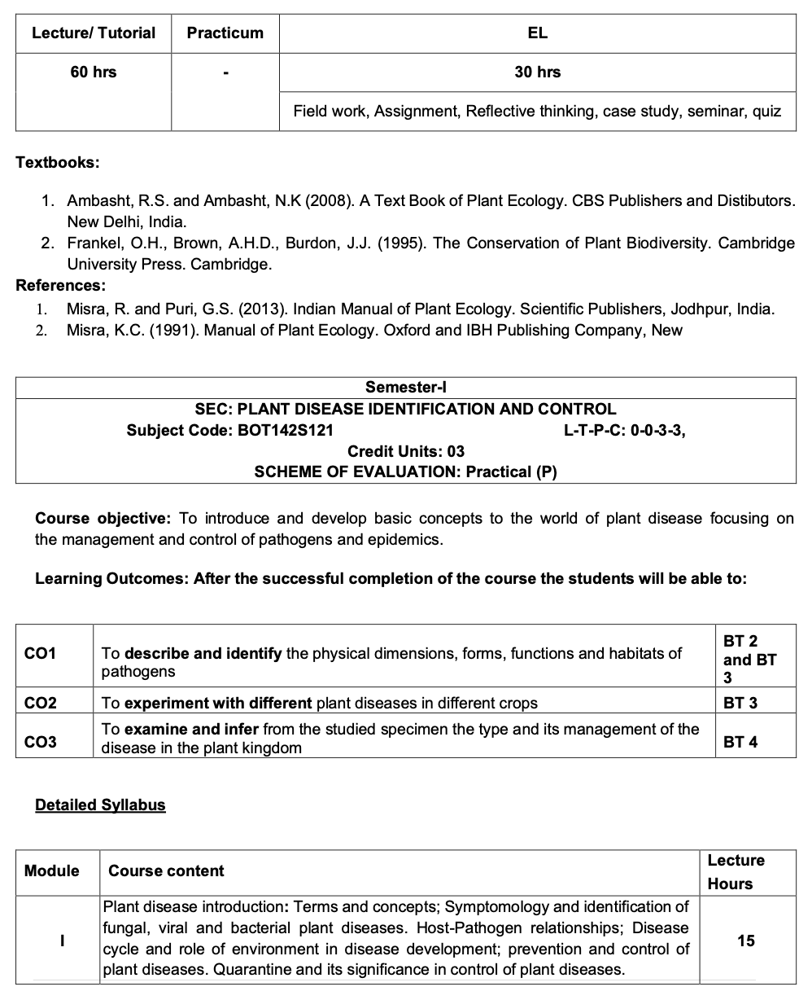 Lecture/ Tutorial Practicum EL
60 hrs - 30 hrs
Field work, Assignment, Reflective thinking, case study, seminar, quiz
Textbooks:
1. Ambasht, R.S. and Ambasht, N.K (2008). A Text Book of Plant Ecology. CBS Publishers and Distibutors.
New Delhi, India.
2. Frankel, O.H., Brown, A.H.D., Burdon, J.J. (1995). The Conservation of Plant Biodiversity. Cambridge
University Press. Cambridge.
References:
1. Misra, R. and Puri, G.S. (2013). Indian Manual of Plant Ecology. Scientific Publishers, Jodhpur, India.
2. Misra, K.C. (1991). Manual of Plant Ecology. Oxford and IBH Publishing Company, New
Semester-I
SEC: PLANT DISEASE IDENTIFICATION AND CONTROL
Subject Code: BOT142S121 L-T-P-C: 0-0-3-3,
Credit Units: 03
SCHEME OF EVALUATION: Practical (P)
Course objective: To introduce and develop basic concepts to the world of plant disease focusing on
the management and control of pathogens and epidemics.
Learning Outcomes: After the successful completion of the course the students will be able to:
CO1 To describe and identify the physical dimensions, forms, functions and habitats of
pathogens
BT 2
and BT
3
CO2 To experiment with different plant diseases in different crops BT 3
CO3 To examine and infer from the studied specimen the type and its management of the
disease in the plant kingdom
BT 4
Detailed Syllabus
Module Course content Lecture
Hours
I
Plant disease introduction: Terms and concepts; Symptomology and identification of
fungal, viral and bacterial plant diseases. Host-Pathogen relationships; Disease
cycle and role of environment in disease development; prevention and control of
plant diseases. Quarantine and its significance in control of plant diseases.
15